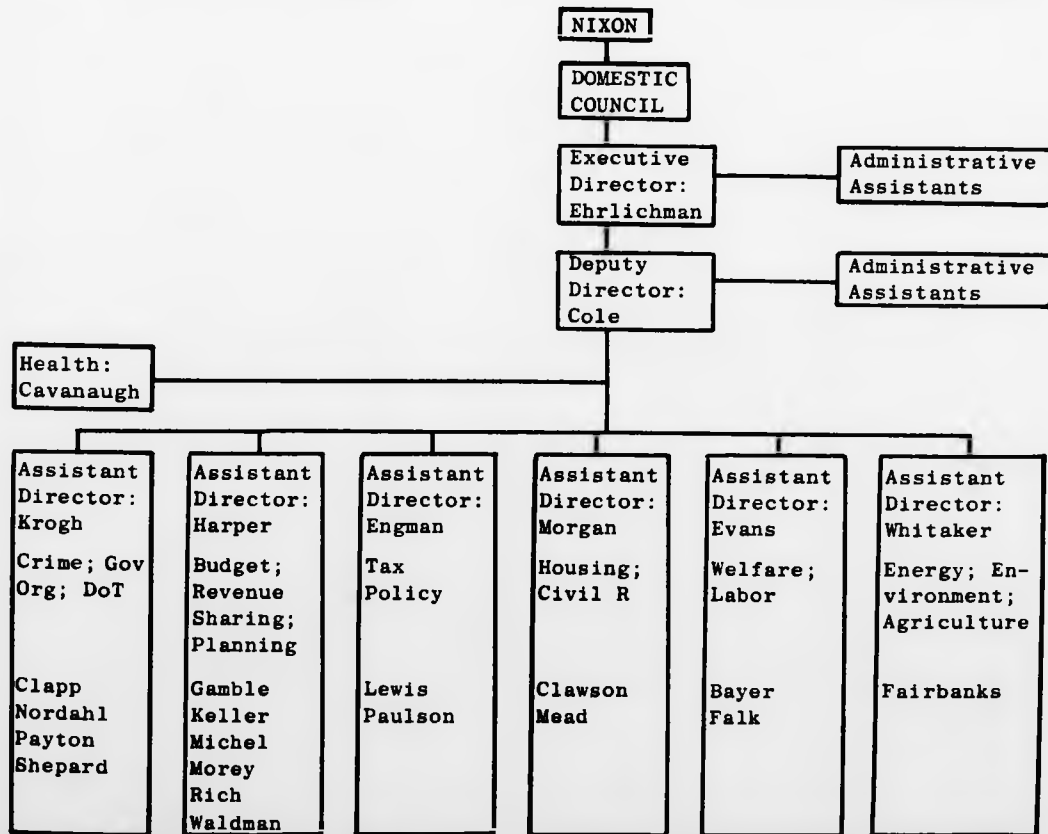 NIXON
DOMESTIC
COUNCIL
Executive
Director:
Ehrlichman
Administrative
Assistants
Deputy
Director:
Cole
Administrative
Assistants
Health:
Cavanaugh
Assistant
Director:
Krogh
Crime; Gov
Org; DoT
Clapp
Nordahl
Payton
Shepard
Assistant
Director:
Harper
Budget;
Revenue
Sharing;
Planning
Gamble
Keller
Michel
Morey
Rich
Waldman
Assistant
Director:
Engman
Tax
Policy
Lewis
Paulson
Assistant
Director:
Morgan
Housing;
Civil R
Clawson
Mead
Assistant
Director:
Evans
Welfare;
Labor
Bayer
Falk
Assistant
Director:
Whitaker
Energy; En-
vironment;
Agriculture
Fairbanks